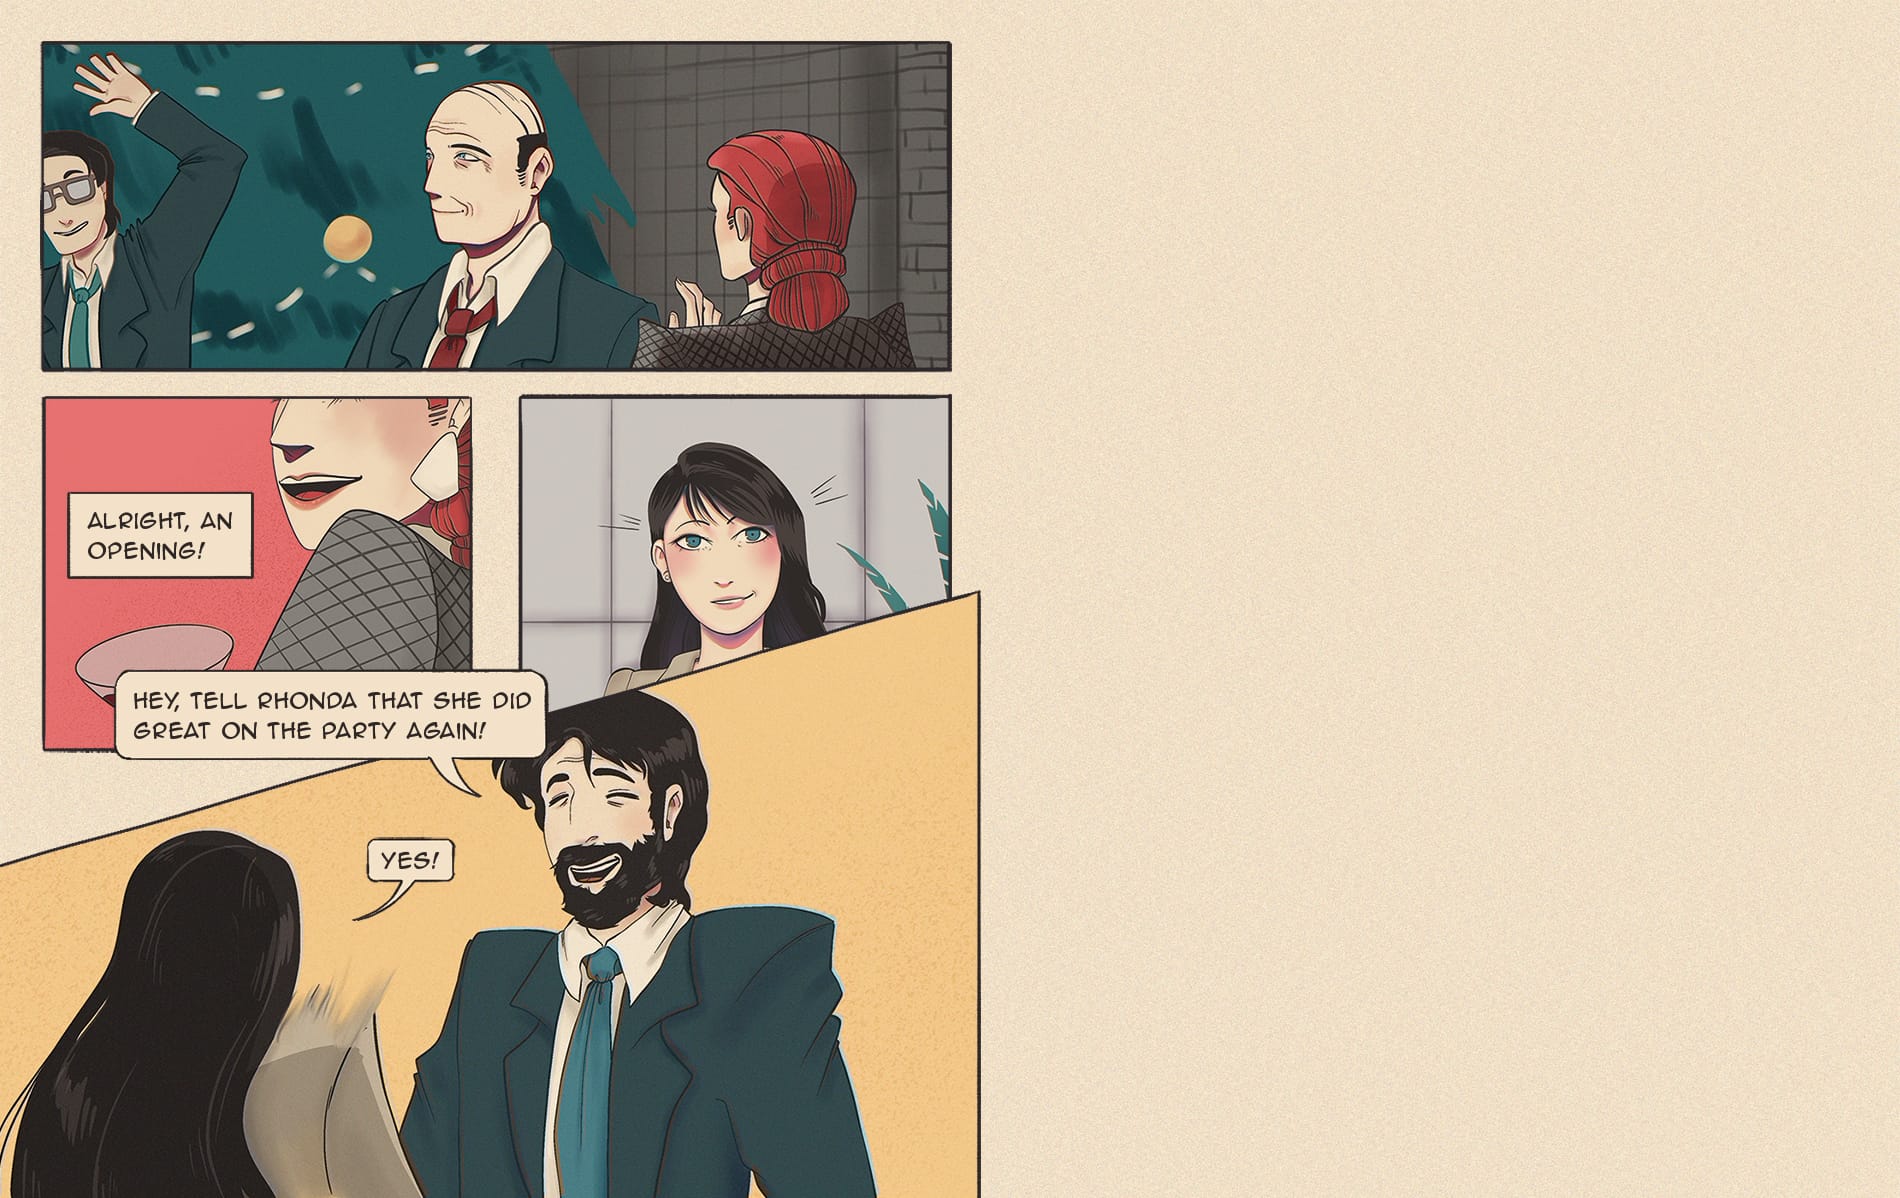 ALRIGHT, AN
OPENING!
HEY, TELL RHONDA THAT SHE DID
GREAT ON THE PARTY AGAIN!
YES!